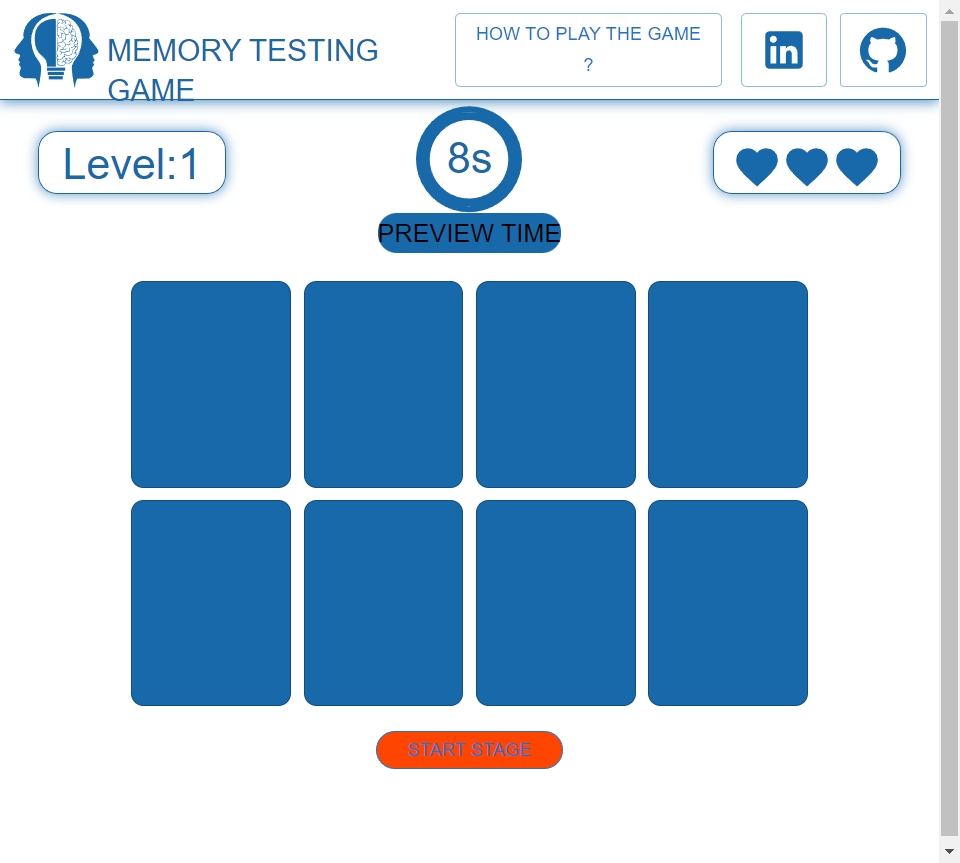 MEMORY TESTING
GAME
HOW TO PLAY THE GAME
?
Level:1
8s
PREVIEW TIME
START STAGE